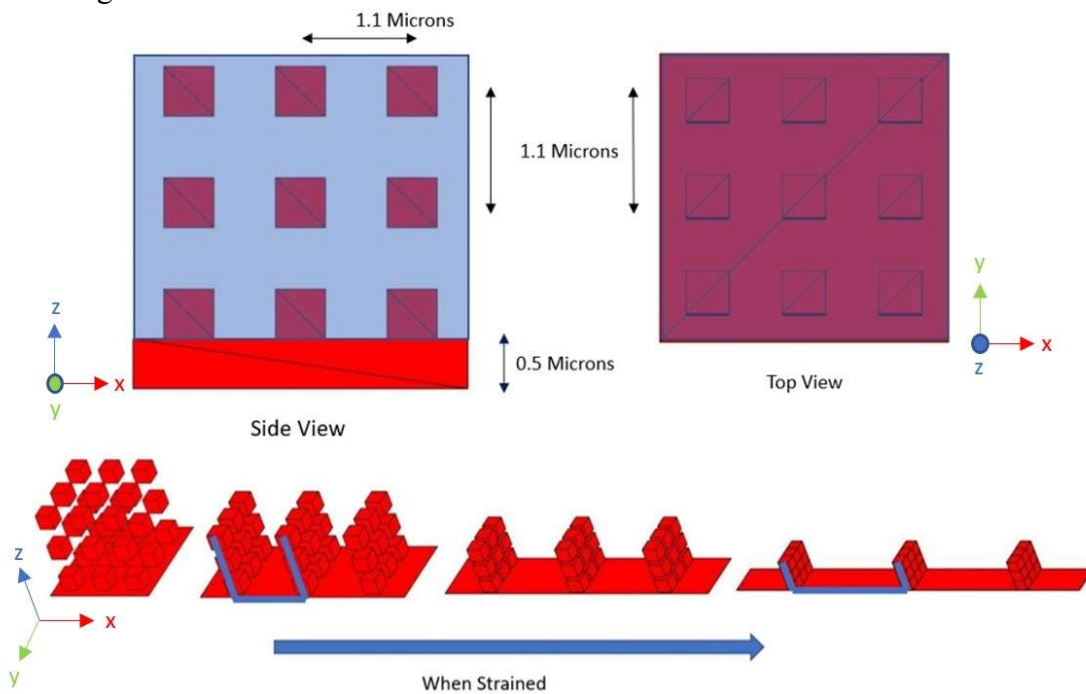 1.1 Microns
1.1 Microns
0.5 Microns
z
x
y
Side View
y
x
z
Top View
z
x
y
When Strained